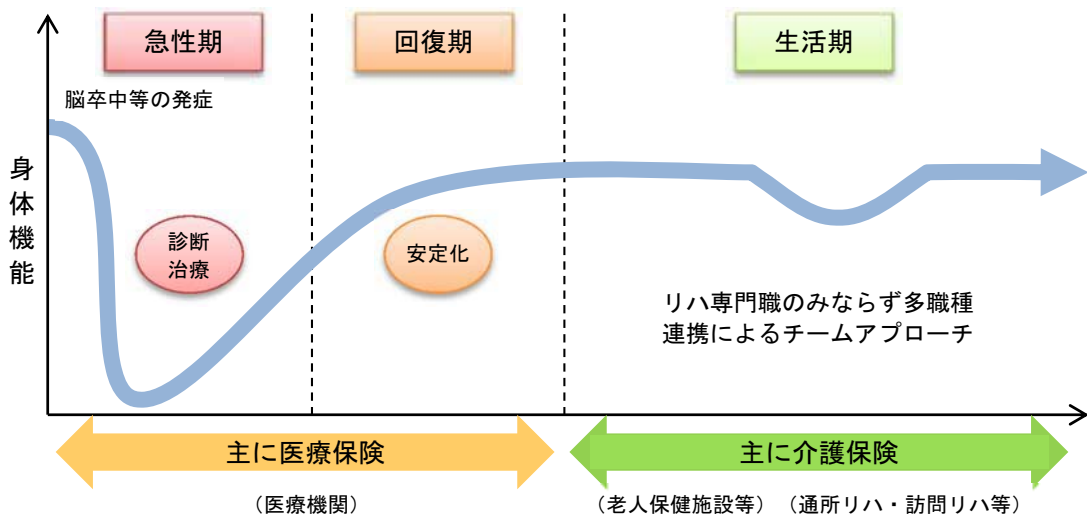 急性期
回復期
生活期
脳卒中等の発症
身体機能
診断
治療
安定化
リハ専門職のみならず多職種
連携によるチームアプローチ
主に医療保険
主に介護保険
（医療機関）
（老人保健施設等）（通所リハ・訪問リハ等）